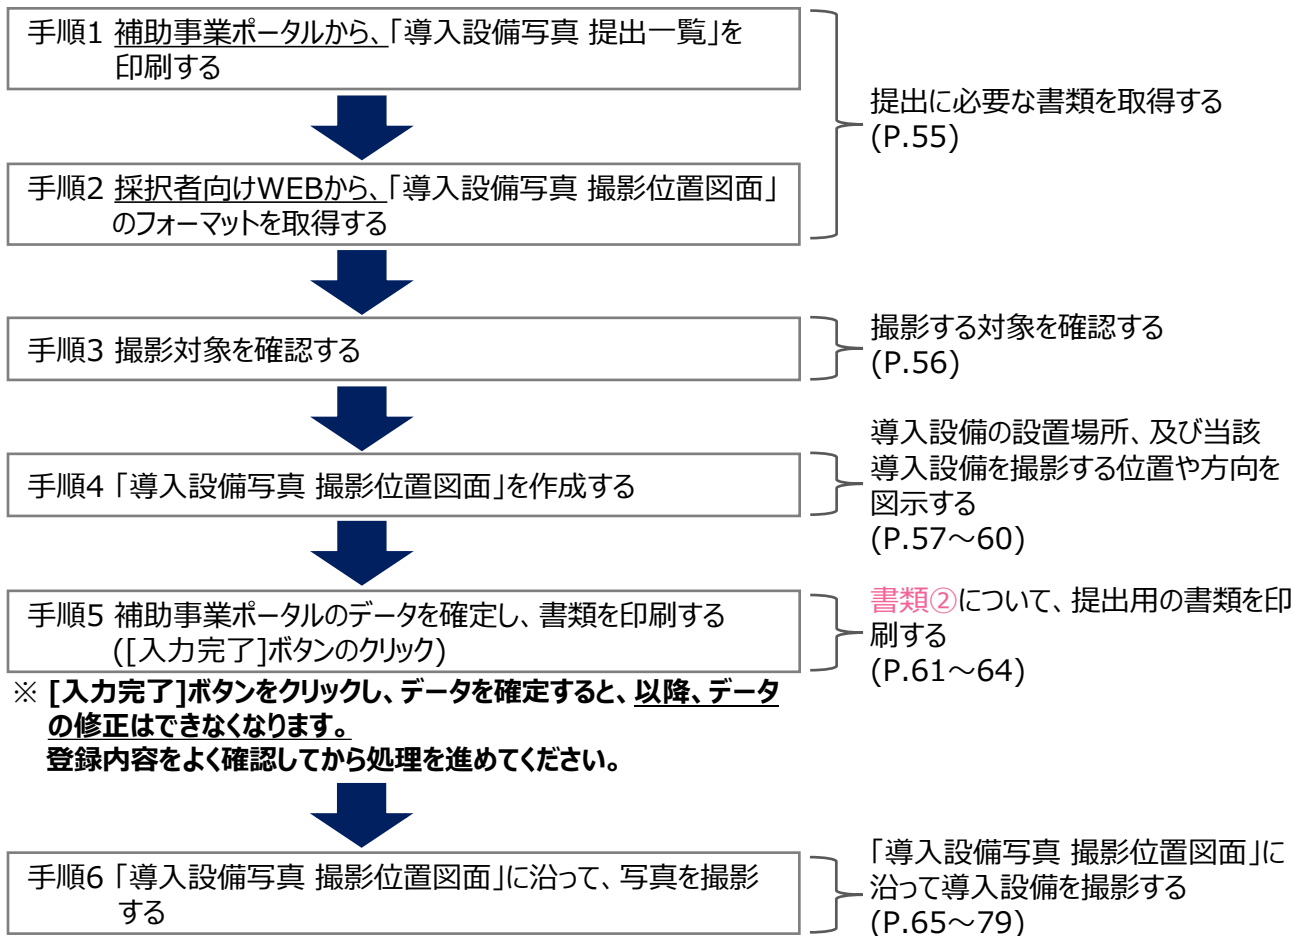 手順1 補助事業ポータルから、「導入設備写真 提出一覧」を
印刷する
提出に必要な書類を取得する
(P.55)
手順2 採択者向けWEBから、「導入設備写真 撮影位置図面」
のフォーマットを取得する
手順3 撮影対象を確認する
撮影する対象を確認する
(P.56)
手順4 「導入設備写真 撮影位置図面」を作成する
導入設備の設置場所、及び当該
導入設備を撮影する位置や方向を
図示する
(P.57～60)
手順5 補助事業ポータルのデータを確定し、書類を印刷する
([入力完了]ボタンのクリック)
書類②について、提出用の書類を印
刷する
(P.61～64)
※ [入力完了]ボタンをクリックし、データを確定すると、以降、データ
の修正はできなくなります。
登録内容をよく確認してから処理を進めてください。
手順6 「導入設備写真 撮影位置図面」に沿って、写真を撮影
する
「導入設備写真 撮影位置図面」に
沿って導入設備を撮影する
(P.65～79)